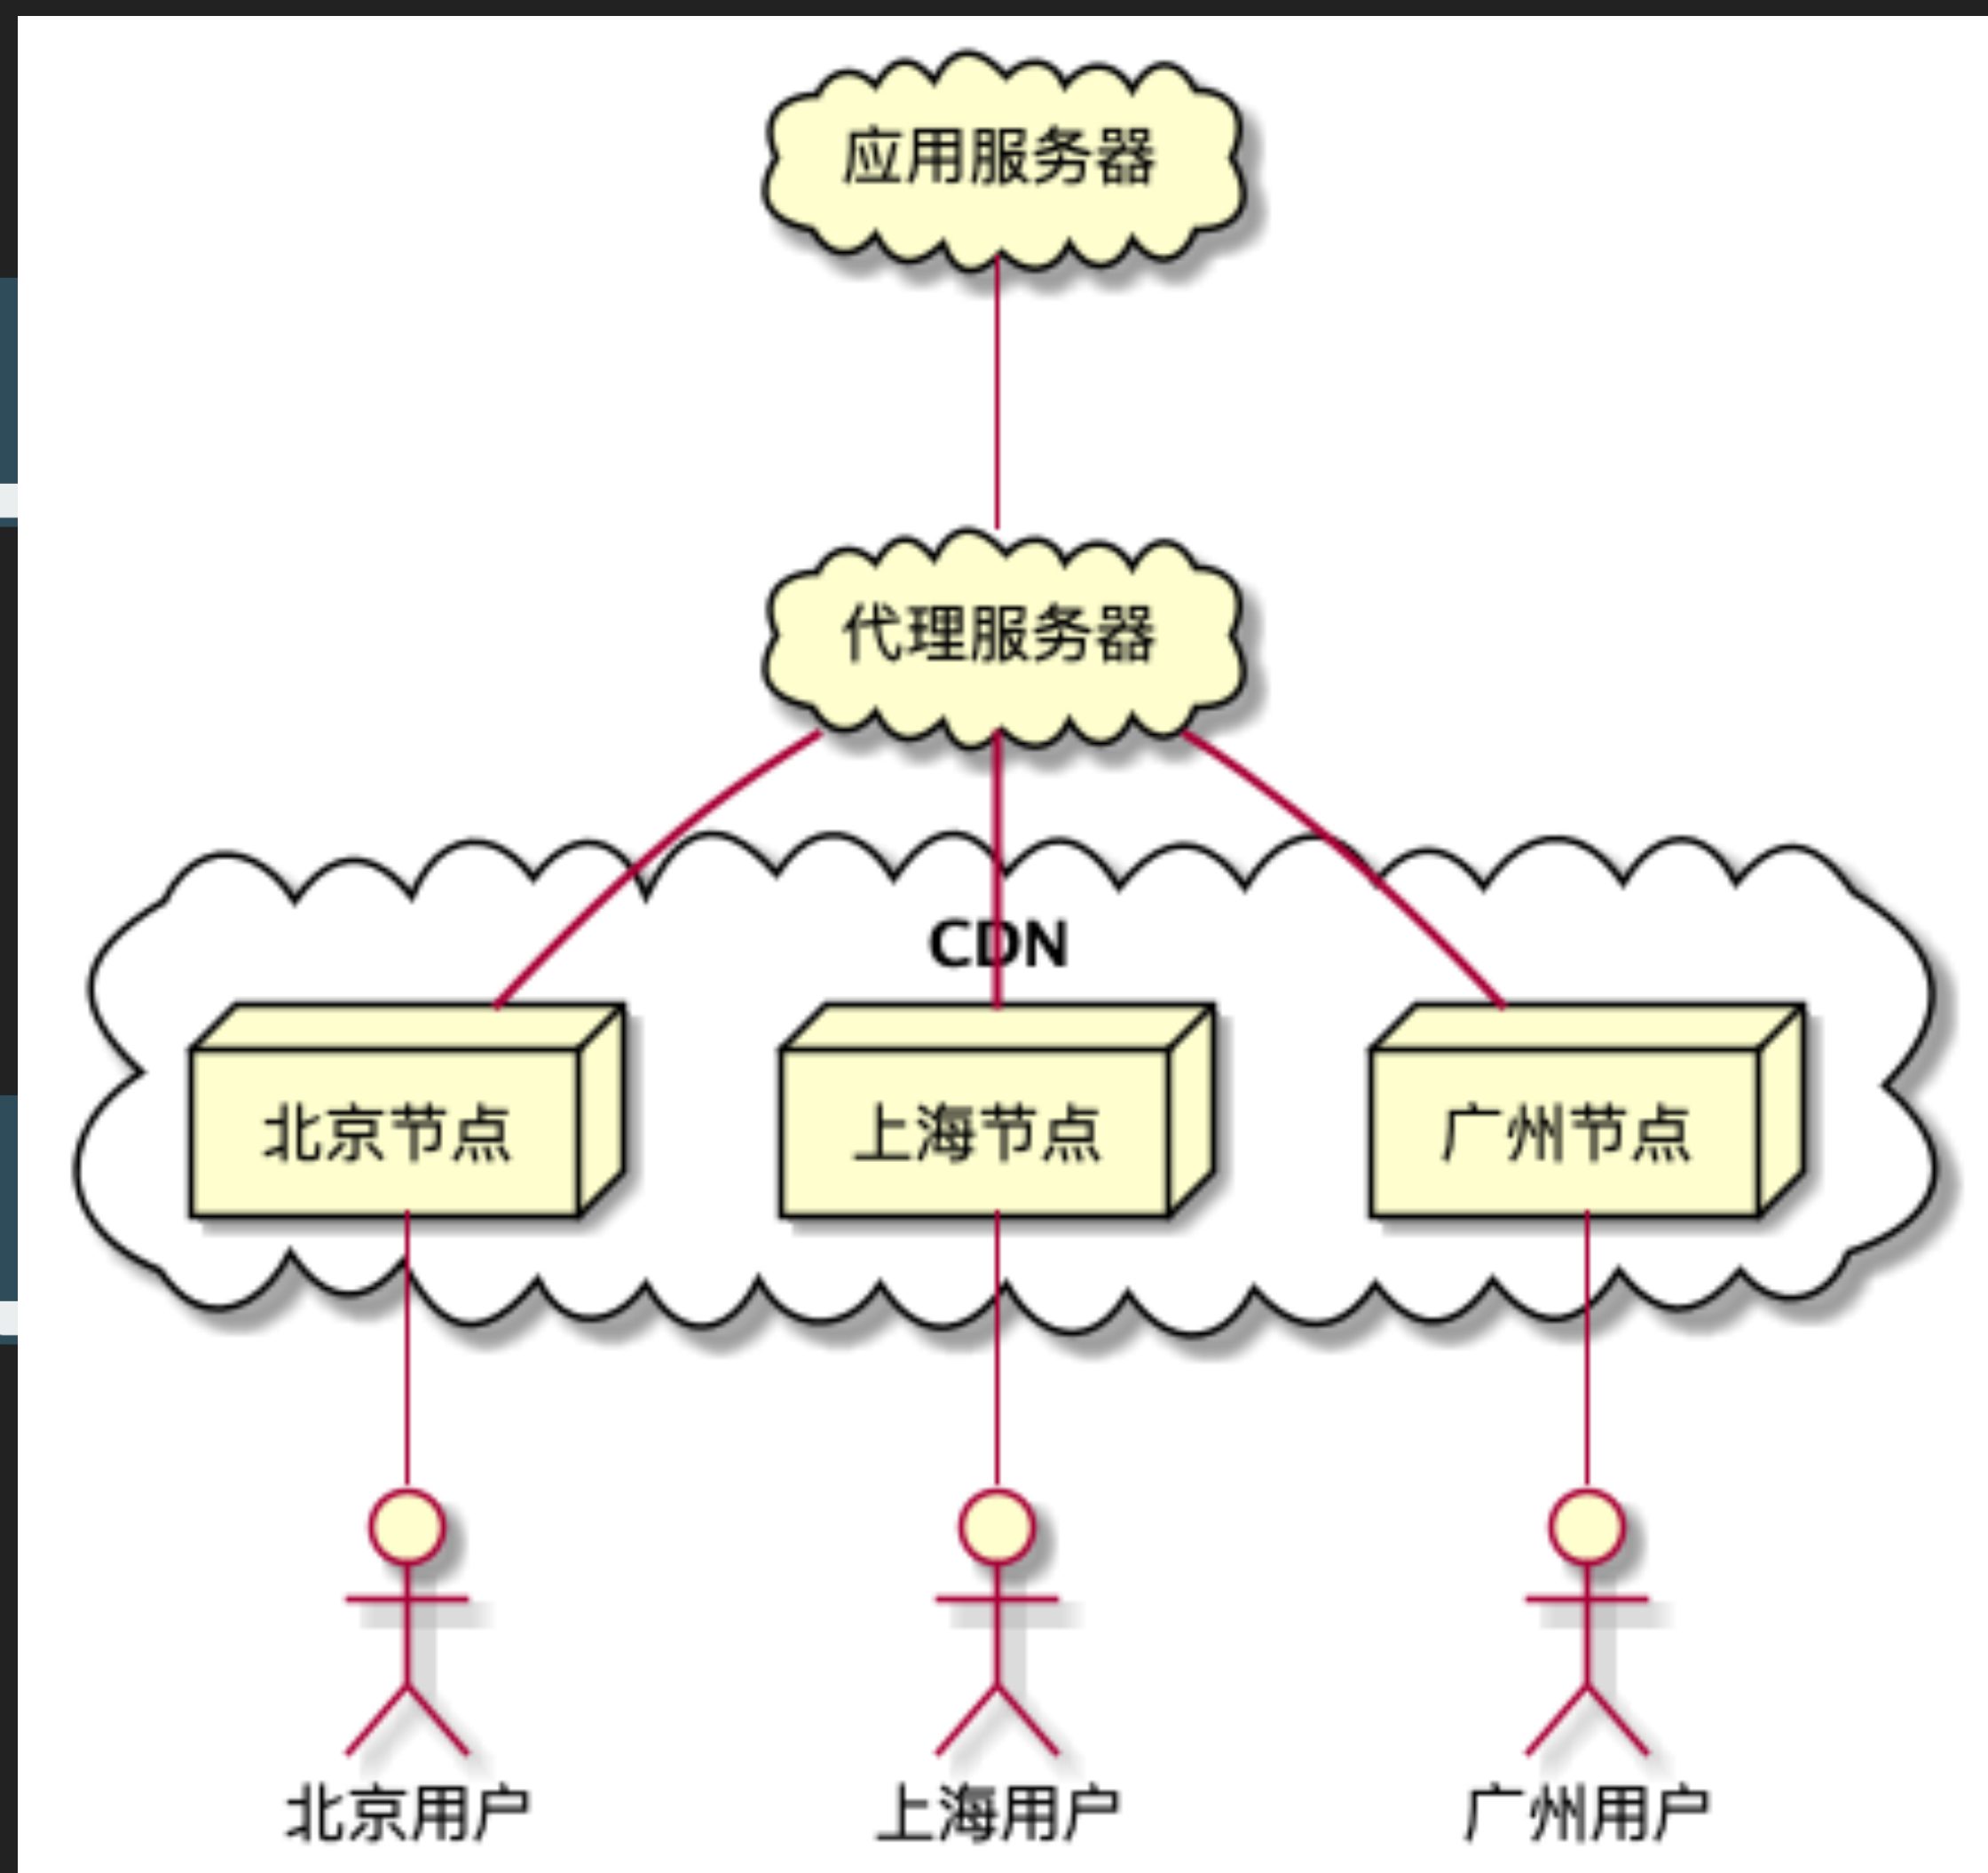 应用服务器
代理服务器
CDN
北京节点
上海节点
广州节点
北京用户
上海用户
广州用户